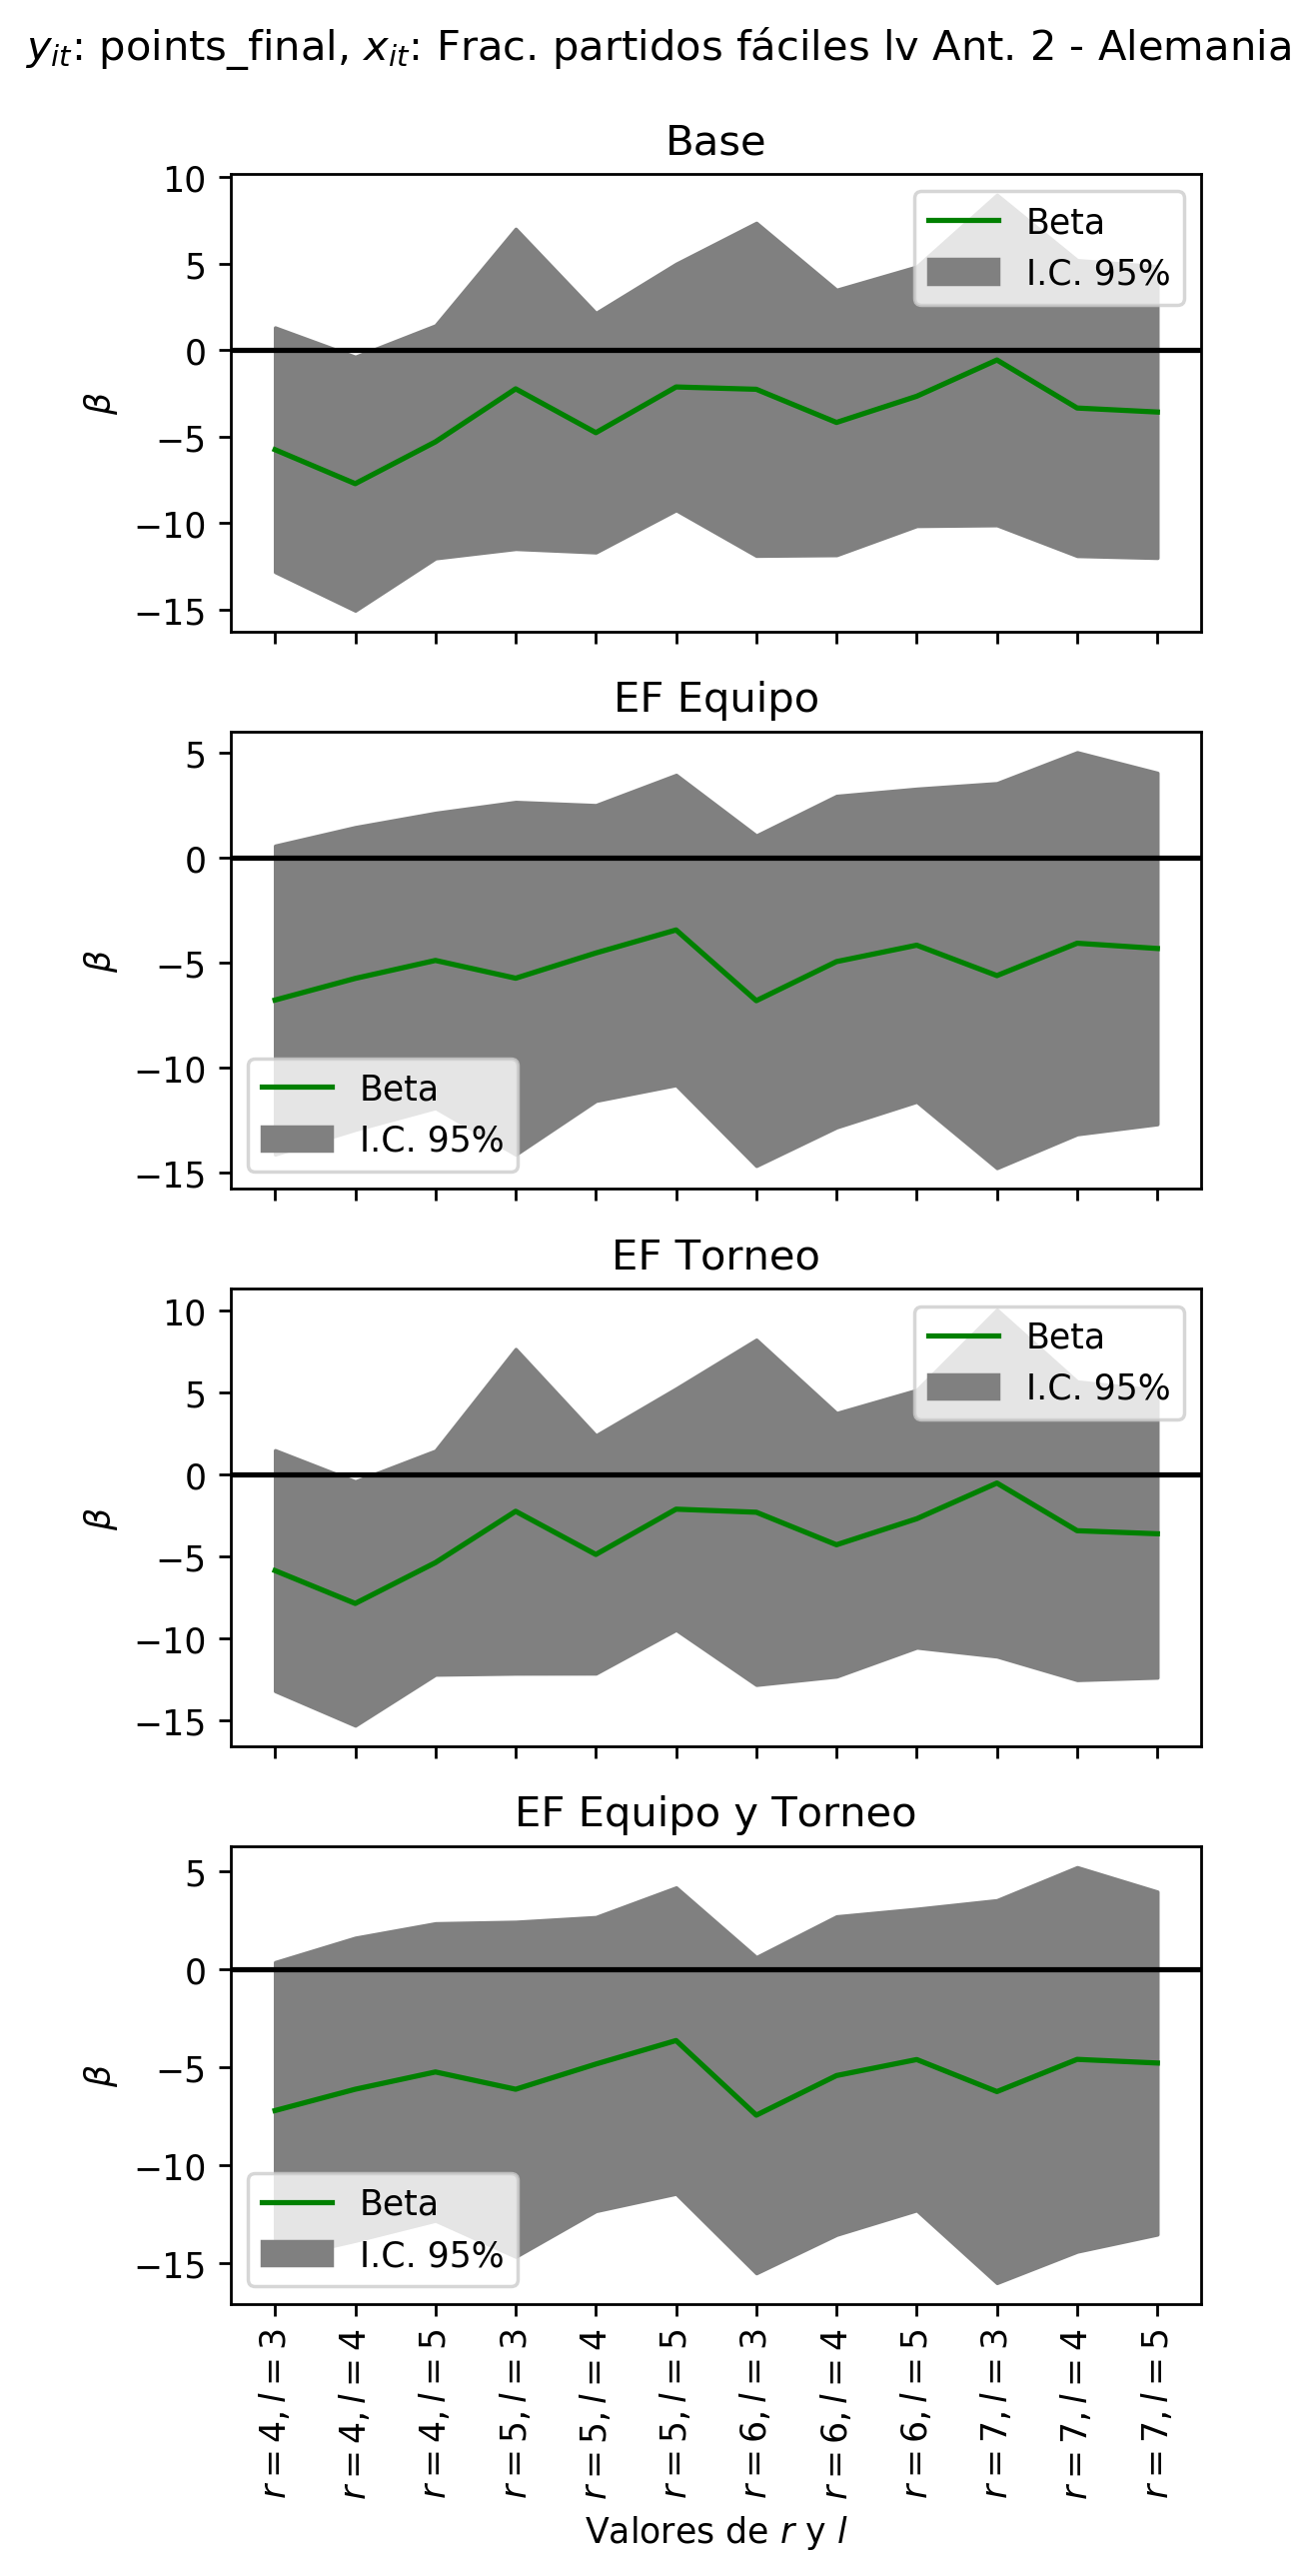 y_it: points_final, x_it: Frac. partidos fáciles lv Ant. 2 - Alemania
Base
10
5
0
−5
−10
−15
β
Beta
I.C. 95%
EF Equipo
5
0
−5
−10
−15
β
Beta
I.C. 95%
EF Torneo
10
5
0
−5
−10
−15
β
Beta
I.C. 95%
EF Equipo y Torneo
5
0
−5
−10
−15
β
Beta
I.C. 95%
r = 4, l = 3
r = 4, l = 4
r = 4, l = 5
r = 5, l = 3
r = 5, l = 4
r = 5, l = 5
r = 6, l = 3
r = 6, l = 4
r = 6, l = 5
r = 7, l = 3
r = 7, l = 4
r = 7, l = 5
Valores de r y l